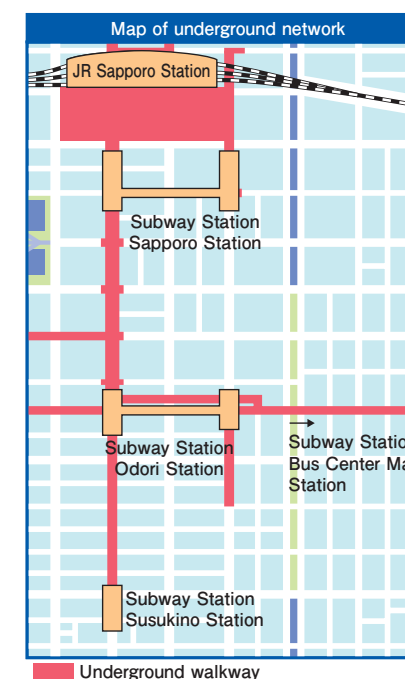 Map of underground network
JR Sapporo Station
Subway Station
Sapporo Station
Subway Station
Odori Station
Subway Statio
Bus Center Ma
Station
Subway Station
Susukino Station
Underground walkway